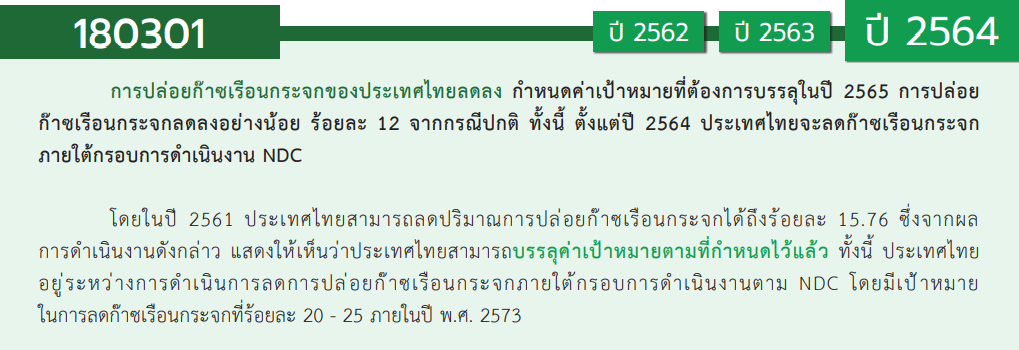 180301
ปี 2562
ปี 2563
ปี 2564
การปล่อยก๊าซเรือนกระจกของประเทศไทยลดลง กำหนดค่าเป้าหมายที่ต้องการบรรลุในปี 2565 การปล่อย
ก๊าซเรือนกระจกลดลงอย่างน้อย ร้อยละ 12 จากกรณีปกติ ทั้งนี้ ตั้งแต่ปี 2564 ประเทศไทยจะลดก๊าซเรือนกระจก
ภายใต้กรอบการดำเนินงาน NDC
โดยในปี 2561 ประเทศไทยสามารถลดปริมาณการปล่อยก๊าซเรือนกระจกได้ถึงร้อยละ 15.76 ซึ่งจากผล
การดำเนินงานดังกล่าว แสดงให้เห็นว่าประเทศไทยสามารถบรรลุค่าเป้าหมายตามที่กำหนดไว้แล้ว ทั้งนี้ ประเทศไทย
อยู่ระหว่างการดำเนินการลดการปล่อยก๊าซเรือนกระจกภายใต้กรอบการดำเนินงานตาม NDC โดยมีเป้าหมาย
ในการลดก๊าซเรือนกระจกที่ร้อยละ 20 - 25 ภายในปี พ.ศ. 2573